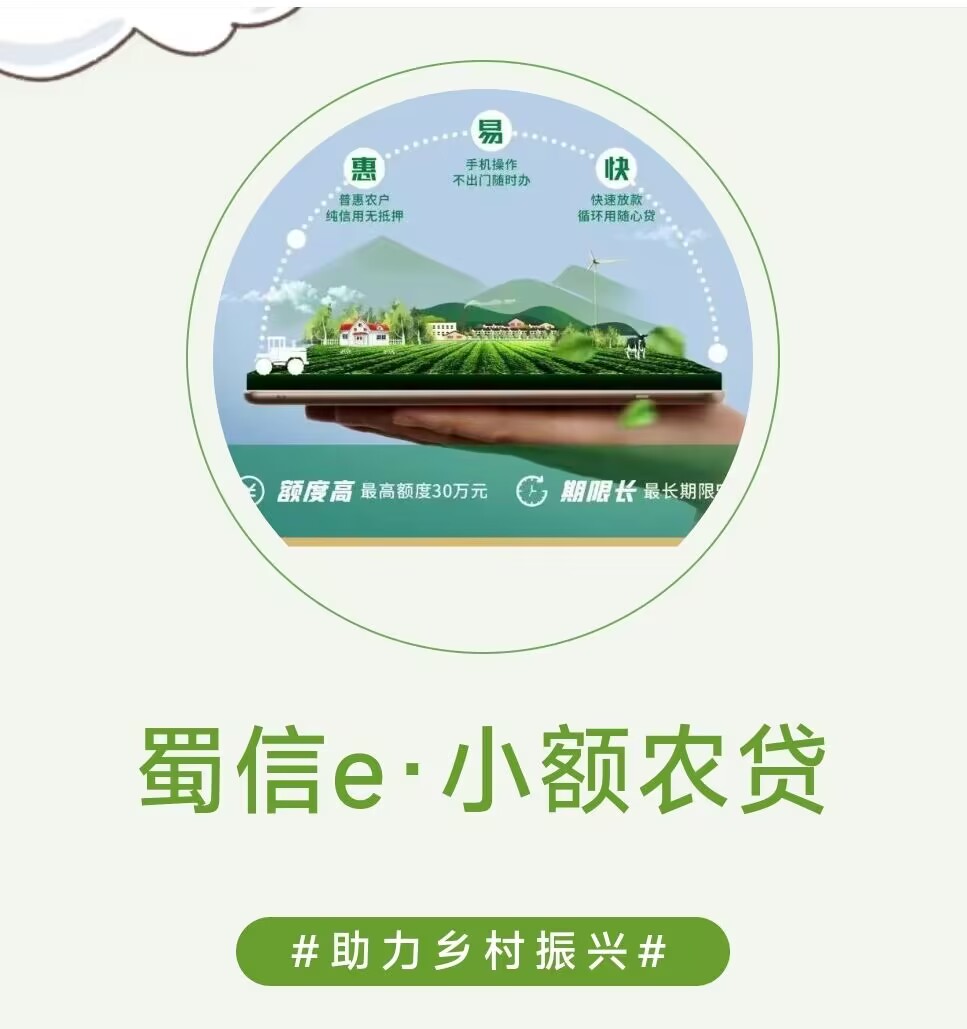 易
手机操作
不出门随时办
惠
普惠农户
纯信用无抵押
快
快速放款
循环用随心贷
额度高 最高额度30万元
期限长 最长期限
蜀信e·小额农贷
#助力乡村振兴#